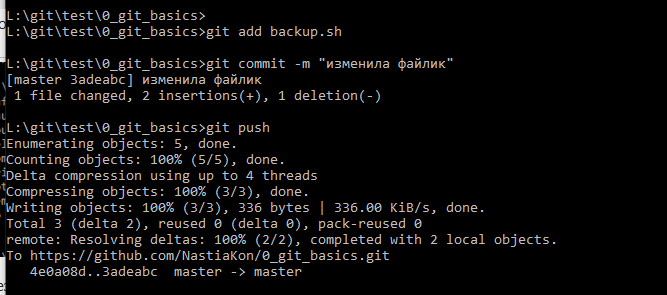 L:\git\test\0_git_basics>
L:\git\test\0_git_basics>git add backup.sh
L:\git\test\0_git_basics>git commit -m "изменила файлик"
[master 3adeabc] изменила файлик
1 file changed, 2 insertions(+), 1 deletion(-)
L:\git\test\0_git_basics>git push
Enumerating objects: 5, done.
Counting objects: 100% (5/5), done.
Delta compression using up to 4 threads
Compressing objects: 100% (3/3), done.
Writing objects: 100% (3/3), 336 bytes | 336.00 KiB/s, done.
Total 3 (delta 2), reused 0 (delta 0), pack-reused 0
remote: Resolving deltas: 100% (2/2), completed with 2 local objects.
To https://github.com/NastiaKon/0_git_basics.git
4e0a08d..3adeabc  master -> master